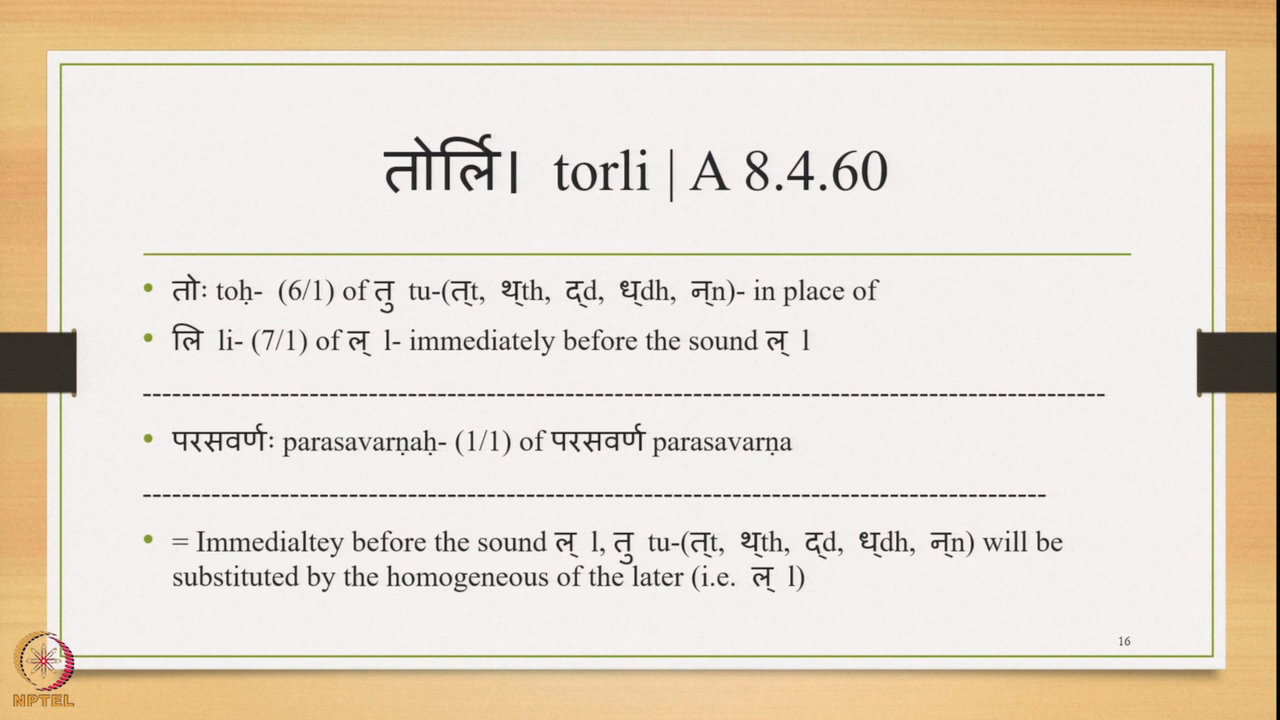 तोर्लि। torli | A 8.4.60
• तोः toḥ- (6/1) of तु tu-(त्t, थ्th, द्d, ध्dh, न्n)- in place of
• लि li- (7/1) of ल् l- immediately before the sound ल् l
---------------------------------------------------------------------------------------------------
• परसवर्णः parasavarṇaḥ- (1/1) of परसवर्ण parasavarṇa
---------------------------------------------------------------------------------------------
• = Immedialtey before the sound ल् l, तु tu-(त्t, थ्th, द्d, ध्dh, न्n) will be
substituted by the homogeneous of the later (i.e. ल् l)
16
NPTEL